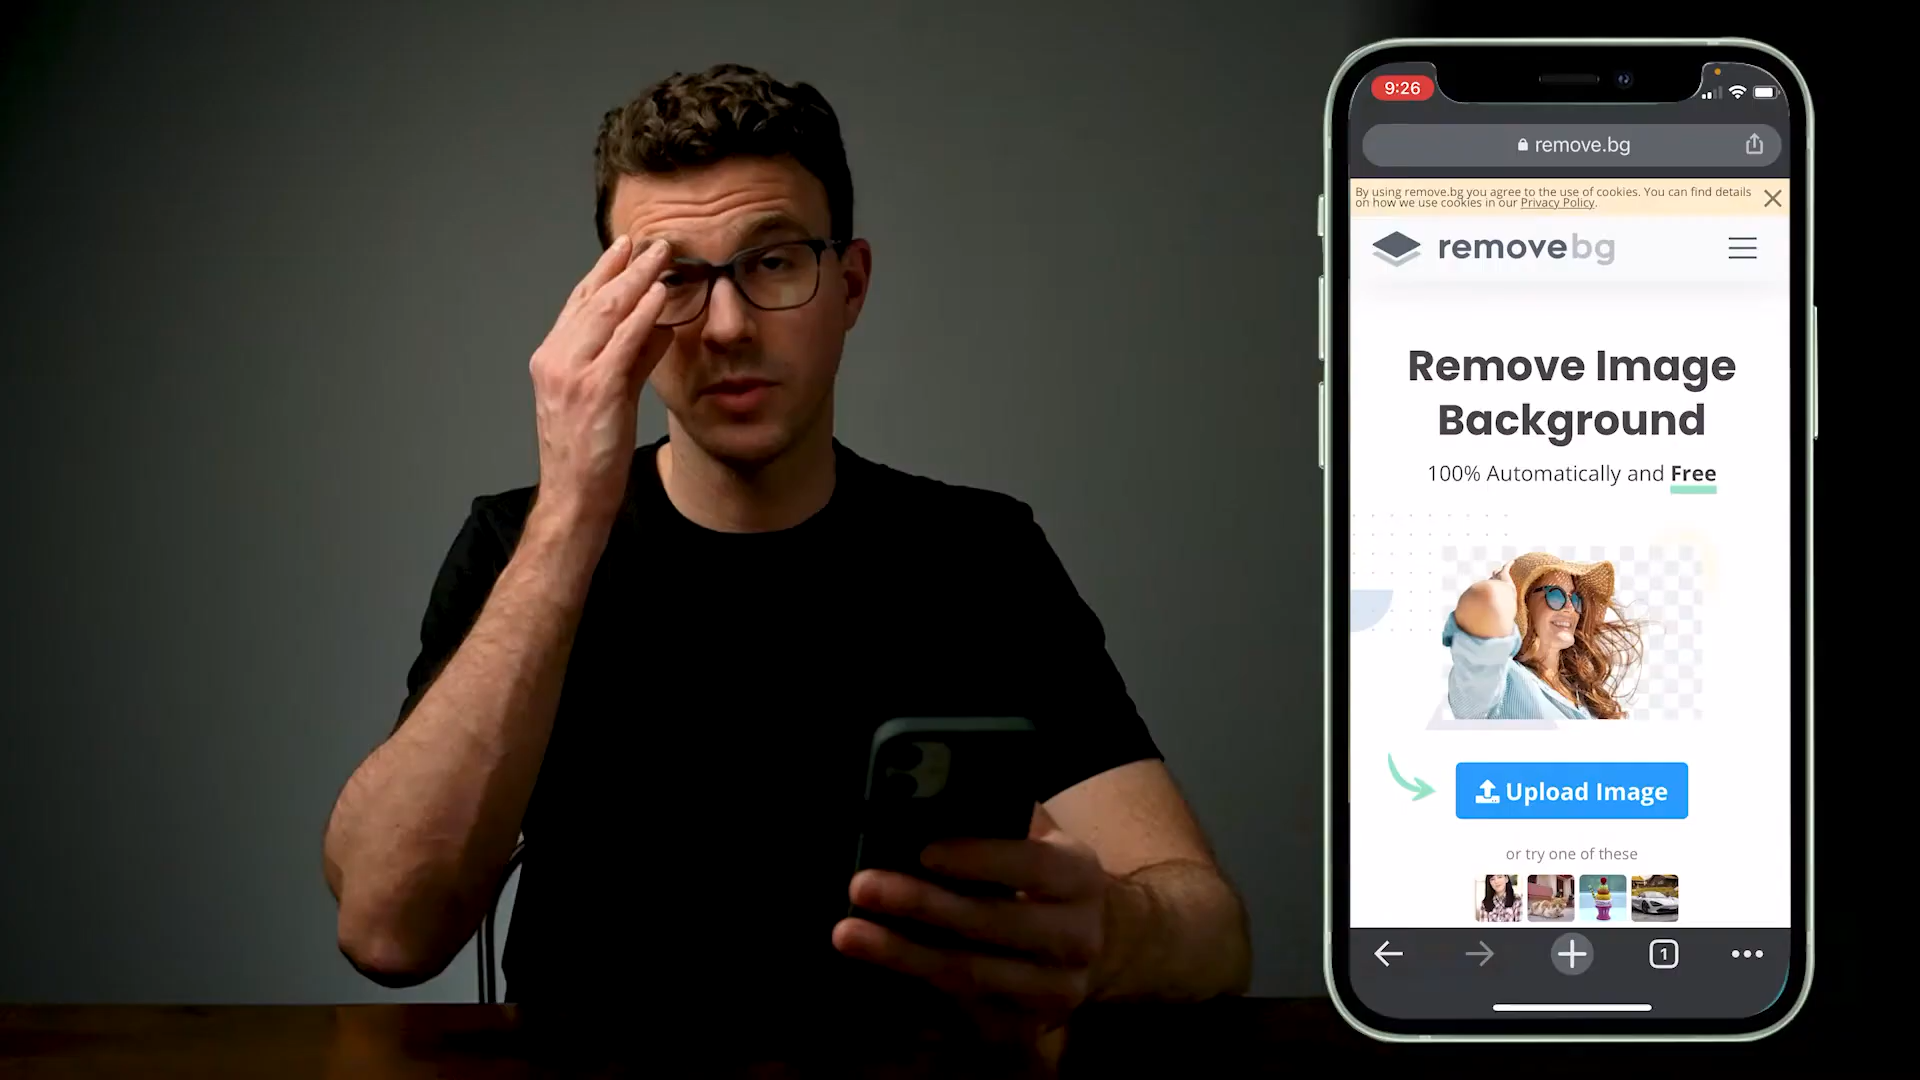 9:26
remove.bg
By using remove.bg you agree to the use of cookies. You can find details
on how we use cookies in our Privacy Policy.
removebg
Remove Image
Background
100% Automatically and Free
Upload Image
or try one of these
1